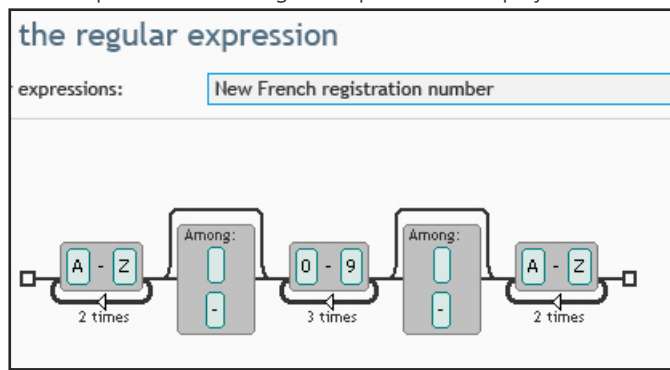 the regular expression
expressions:
New French registration number
Among:
Among:
A - Z
0 - 9
A - Z
-
-
2 times
3 times
2 times